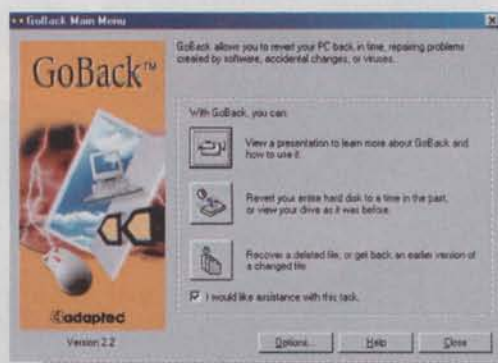 GoBack Main Menu
GoBack™
adaptec
Version 2.2
GoBack allows you to revert your PC back in time, repairing problems
created by software, accidental changes, or viruses.
With GoBack, you can:
View a presentation to learn more about GoBack and
how to use it.
Revert your entire hard disk to a time in the past,
or view your drive as it was before.
Recover a deleted file, or get back an earlier version of
a changed file.
I would like assistance with this task.
Options... Help Close